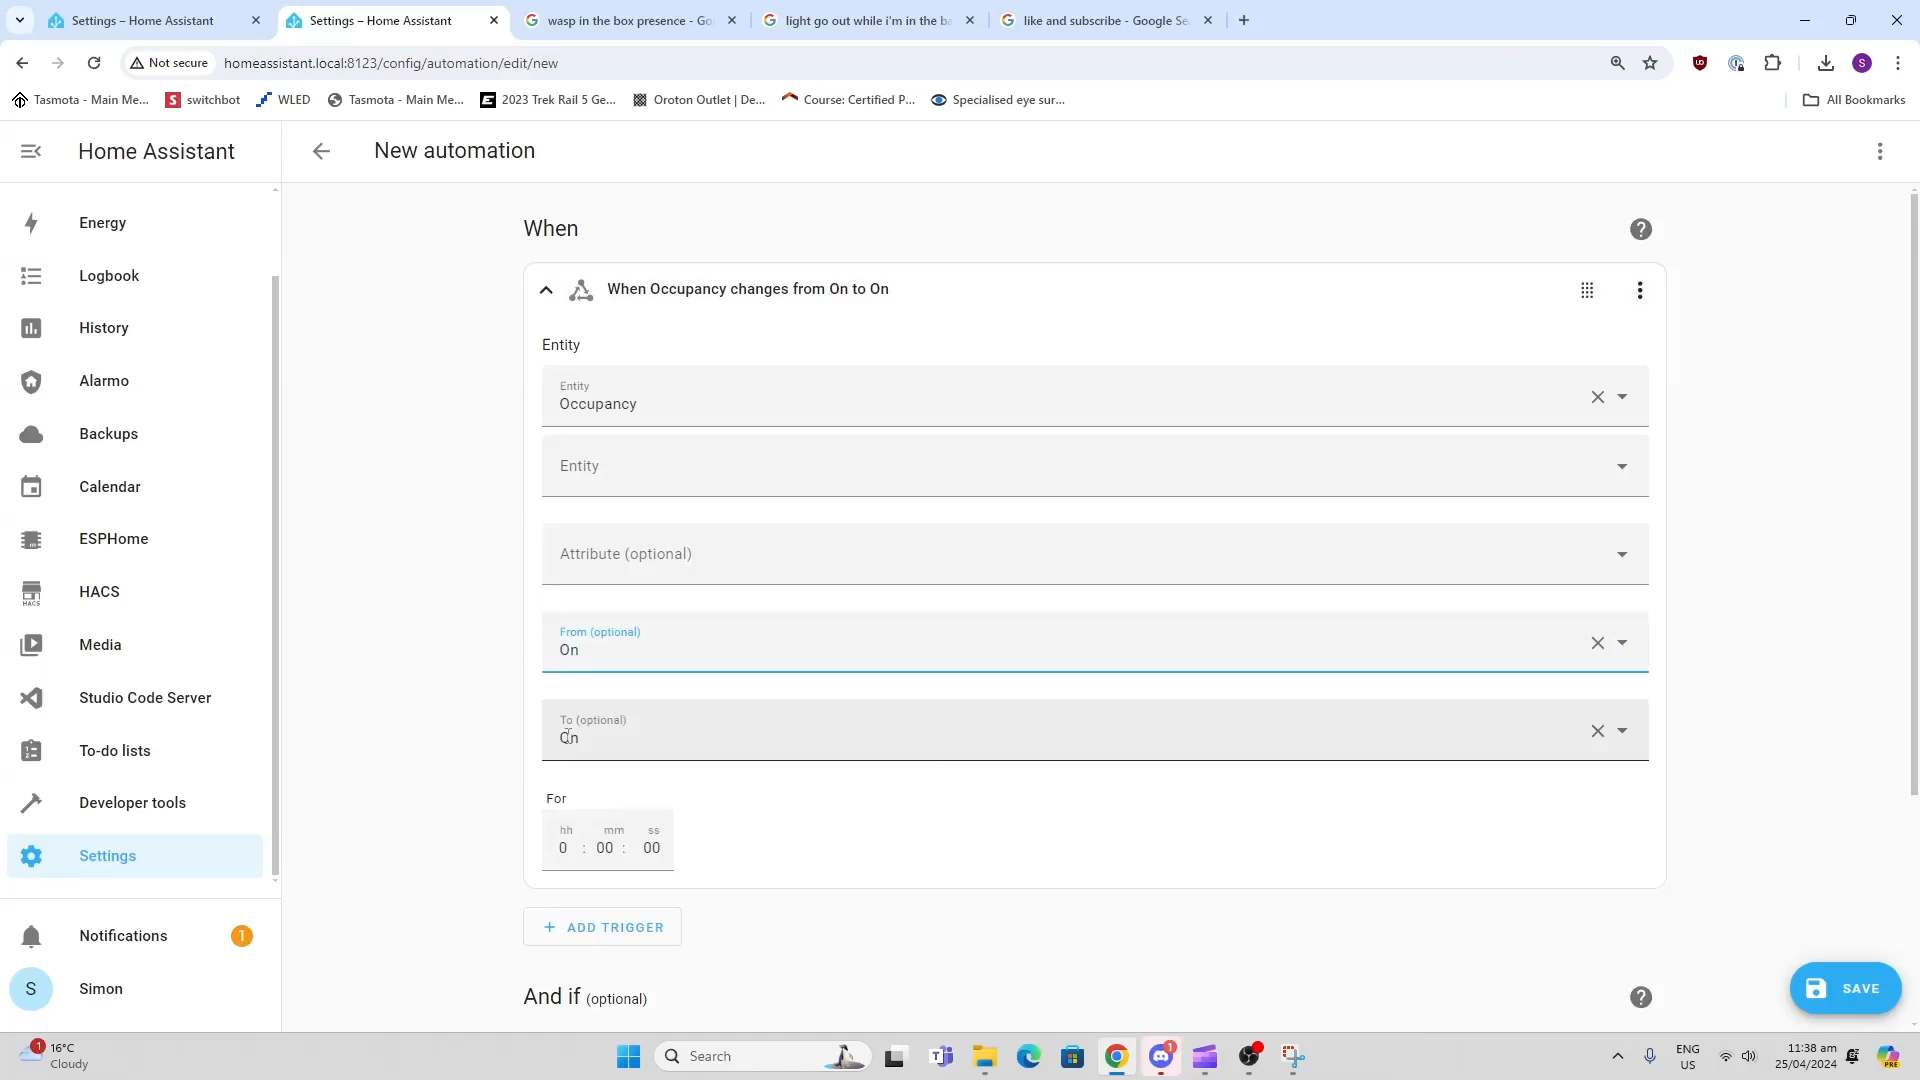 Settings – Home Assistant
Settings – Home Assistant
wasp in the box presence - Go
light go out while i'm in the ba
like and subscribe - Google Se
Not secure
homeassistant.local:8123/config/automation/edit/new
S
Tasmota - Main Me...
switchbot
WLED
Tasmota - Main Me...
2023 Trek Rail 5 Ge...
Oroton Outlet | De...
Course: Certified P...
Specialised eye sur...
All Bookmarks
Home Assistant
New automation
Energy
Logbook
History
Alarmo
Backups
Calendar
ESPHome
HACS
HACS
Media
Studio Code Server
To-do lists
Developer tools
Settings
Notifications
1
S
Simon
When
?
When Occupancy changes from On to On
Entity
Entity
Occupancy
Entity
Attribute (optional)
From (optional)
On
To (optional)
On
For
hh mm ss
0 : 00 : 00
+ ADD TRIGGER
And if (optional)
?
SAVE
1
16°C
Cloudy
Search
1
ENG
US
11:38 am
25/04/2024
PRE